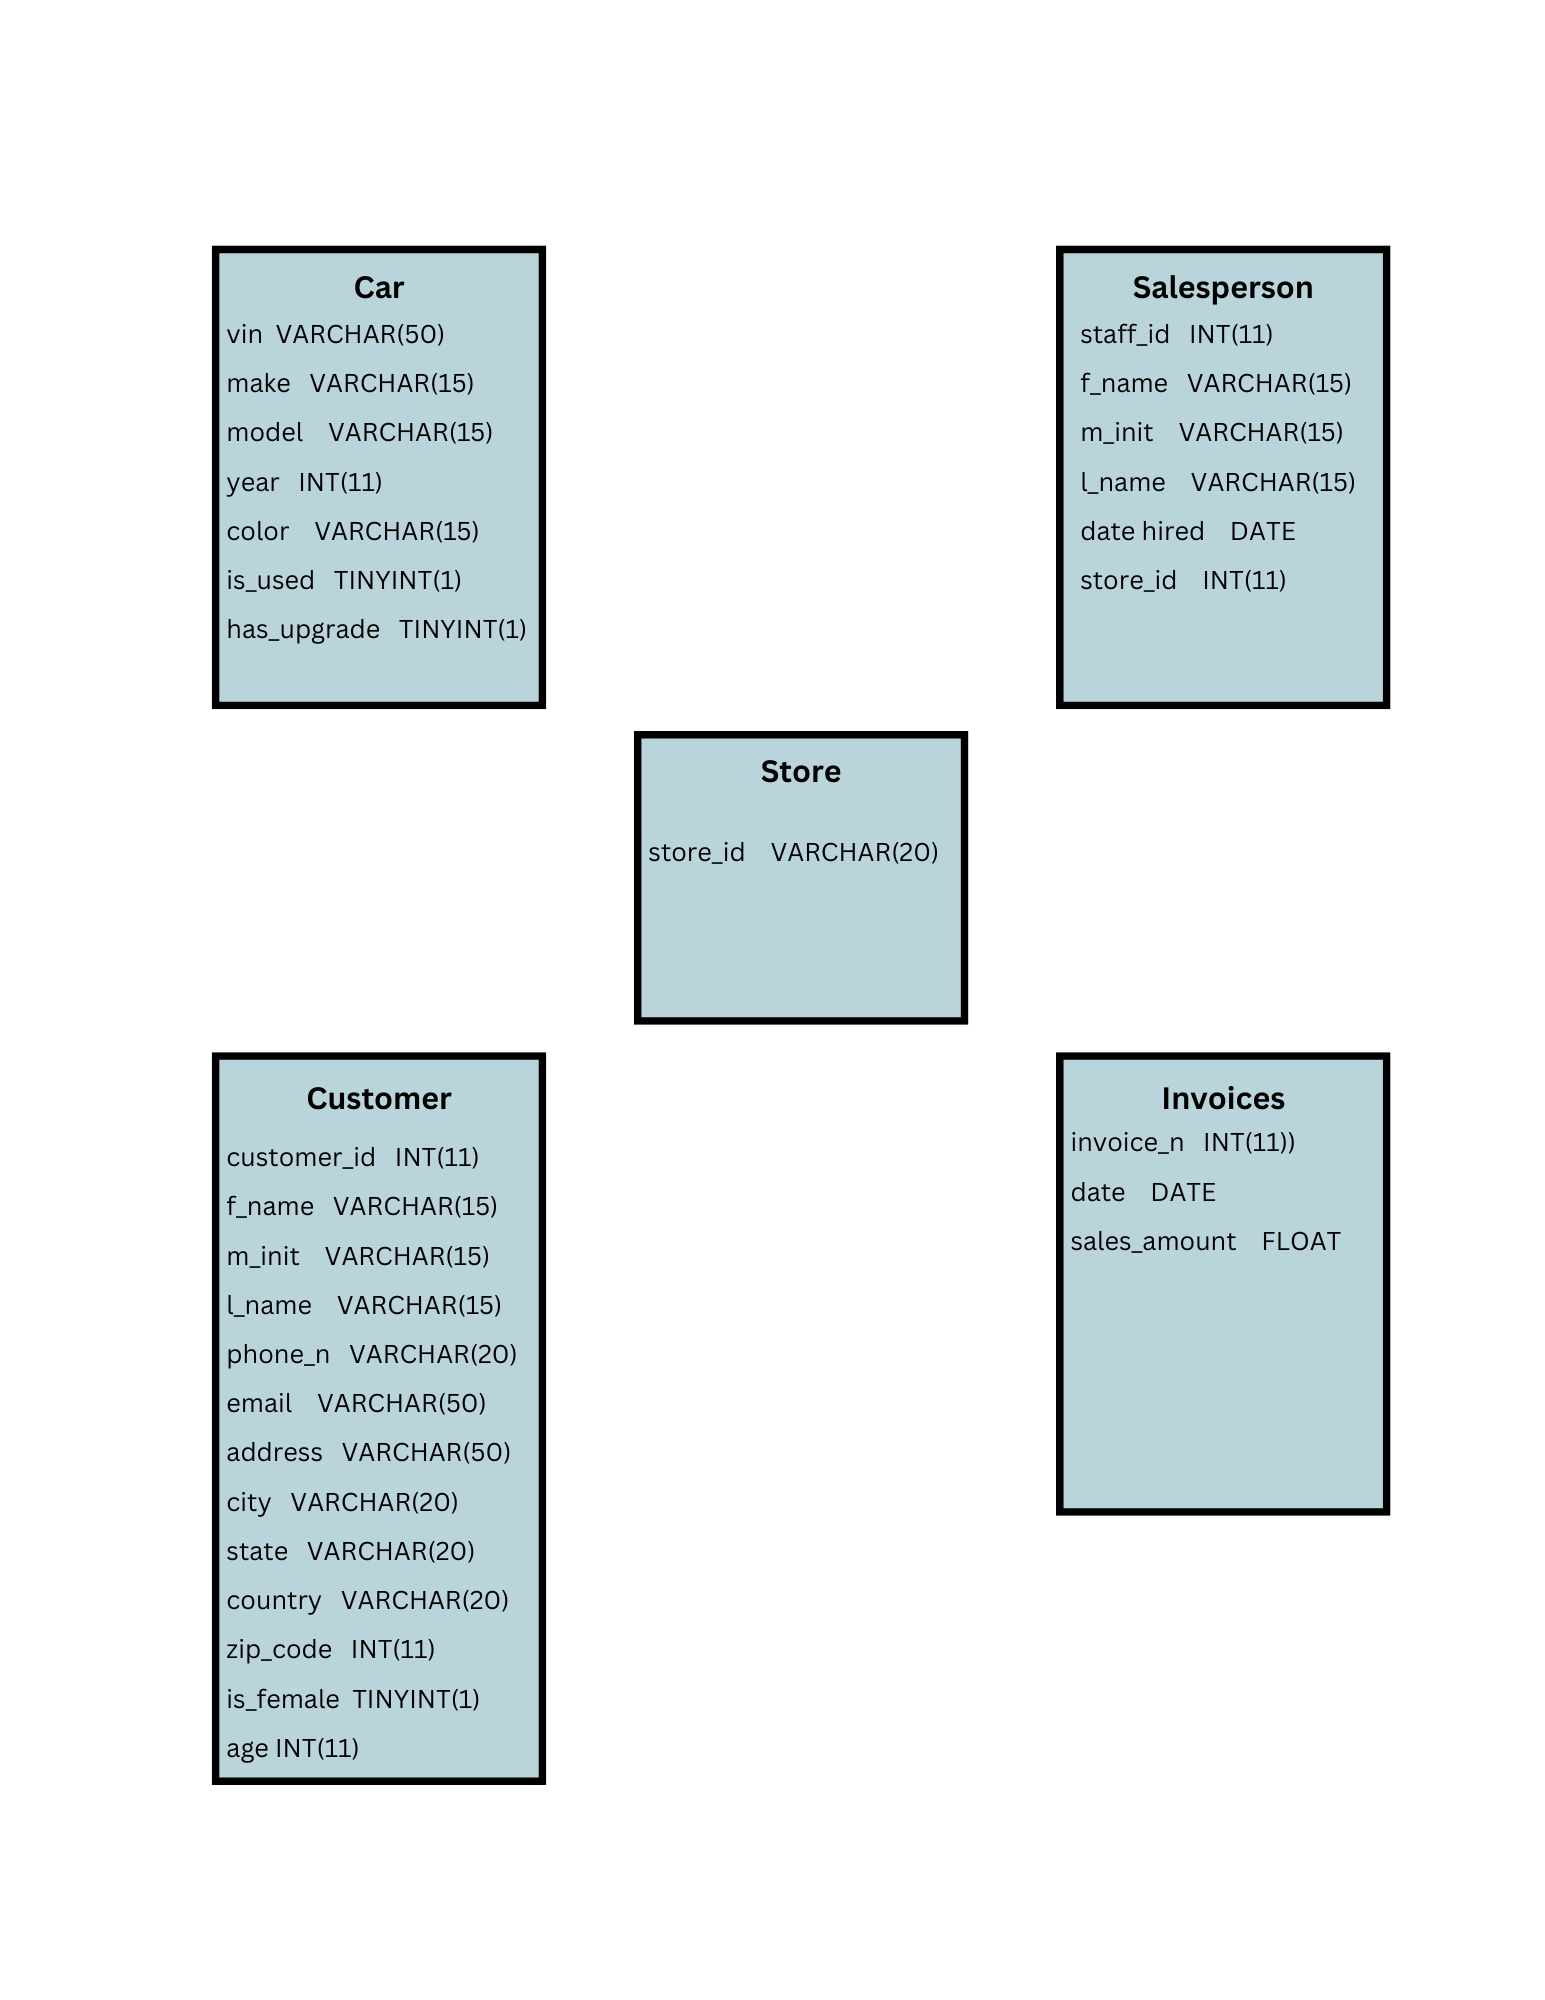 Car
vin VARCHAR(50)
make VARCHAR(15)
model VARCHAR(15)
year INT(11)
color VARCHAR(15)
is_used TINYINT(1)
has_upgrade TINYINT(1)
Salesperson
staff_id INT(11)
f_name VARCHAR(15)
m_init VARCHAR(15)
l_name VARCHAR(15)
date hired DATE
store_id INT(11)
Store
store_id VARCHAR(20)
Customer
customer_id INT(11)
f_name VARCHAR(15)
m_init VARCHAR(15)
l_name VARCHAR(15)
phone_n VARCHAR(20)
email VARCHAR(50)
address VARCHAR(50)
city VARCHAR(20)
state VARCHAR(20)
country VARCHAR(20)
zip_code INT(11)
is_female TINYINT(1)
age INT(11)
Invoices
invoice_n INT(11))
date DATE
sales_amount FLOAT